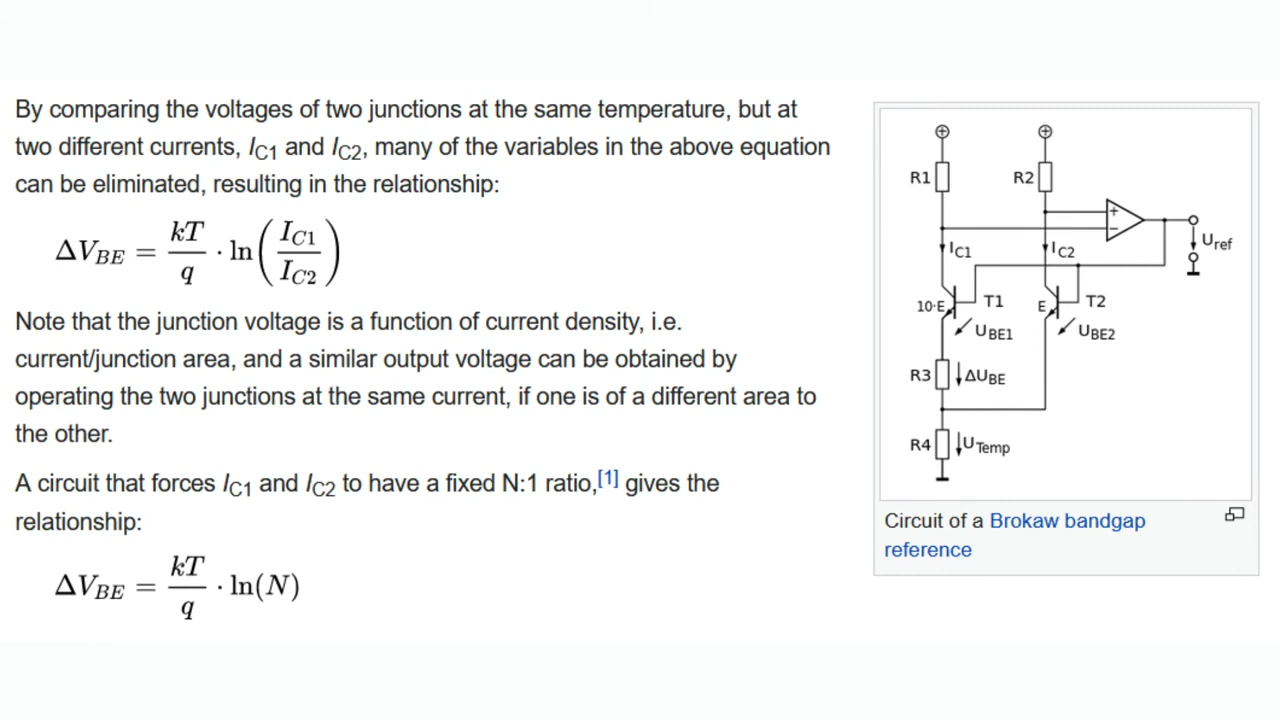 By comparing the voltages of two junctions at the same temperature, but at
two different currents, IC1 and IC2, many of the variables in the above equation
can be eliminated, resulting in the relationship:
ΔVBE = kT/q · ln(IC1/IC2)
Note that the junction voltage is a function of current density, i.e.
current/junction area, and a similar output voltage can be obtained by
operating the two junctions at the same current, if one is of a different area to
the other.
A circuit that forces IC1 and IC2 to have a fixed N:1 ratio,[1] gives the
relationship:
ΔVBE = kT/q · ln(N)
R1 R2
+
−
Uref
IC1 IC2
10·E T1 E T2
UBE1 UBE2
R3 ΔUBE
R4 UTemp
Circuit of a Brokaw bandgap
reference